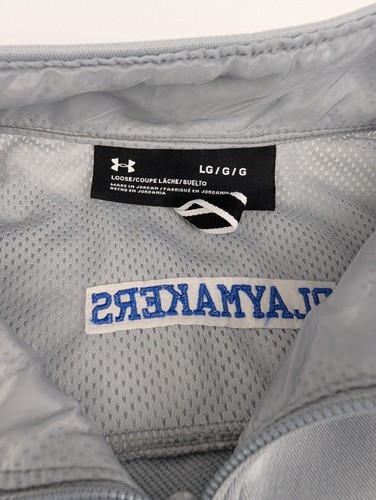 LG/G/G
LOOSE/COUPE LÂCHE/SUELTO
MADE IN JORDAN/FABRIQUÉ EN JORDANIE
HECHO EN JORDANIA
PLAYMAKERS